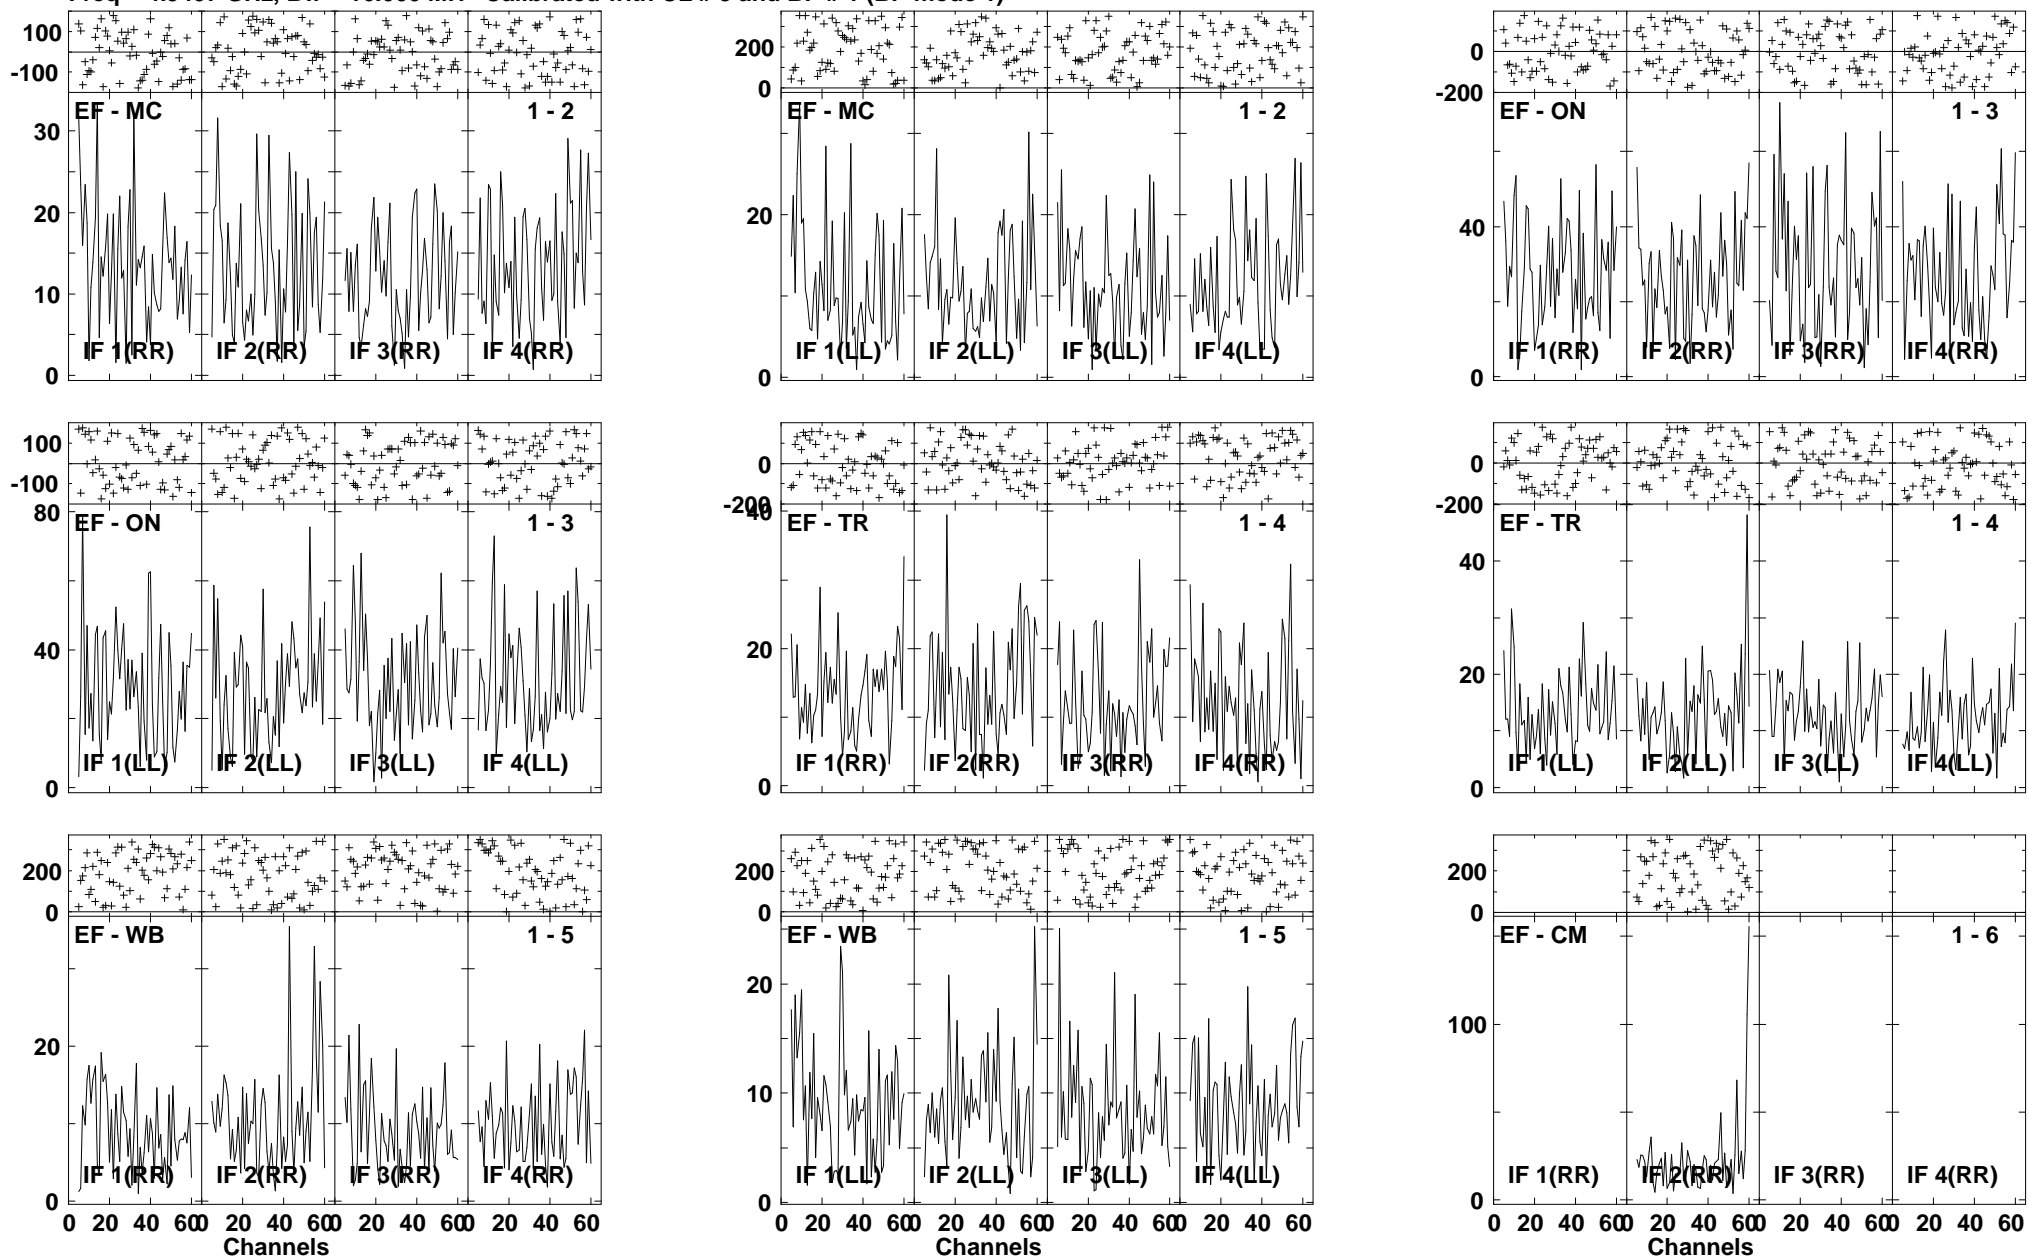 100
-100
200
0
0
-200
EF - MC 1 - 2
30
20
10
0
IF 1(RR) IF 2(RR) IF 3(RR) IF 4(RR)
EF - MC 1 - 2
20
0
IF 1(LL) IF 2(LL) IF 3(LL) IF 4(LL)
EF - ON 1 - 3
40
0
IF 1(RR) IF 2(RR) IF 3(RR) IF 4(RR)
100
-100
EF - ON 1 - 3
80
40
0
IF 1(LL) IF 2(LL) IF 3(LL) IF 4(LL)
0
-200
EF - TR 1 - 4
40
20
0
IF 1(RR) IF 2(RR) IF 3(RR) IF 4(RR)
0
-200
EF - TR 1 - 4
40
20
0
IF 1(LL) IF 2(LL) IF 3(LL) IF 4(LL)
200
0
EF - WB 1 - 5
20
0
IF 1(RR) IF 2(RR) IF 3(RR) IF 4(RR)
0 20 40 60 0 20 40 60 0 20 40 60 0 20 40 60
Channels
200
0
EF - WB 1 - 5
20
10
0
IF 1(LL) IF 2(LL) IF 3(LL) IF 4(LL)
0 20 40 60 0 20 40 60 0 20 40 60 0 20 40 60
Channels
200
0
EF - CM 1 - 6
100
0
IF 1(RR) IF 2(RR) IF 3(RR) IF 4(RR)
0 20 40 60 0 20 40 60 0 20 40 60 0 20 40 60
Channels